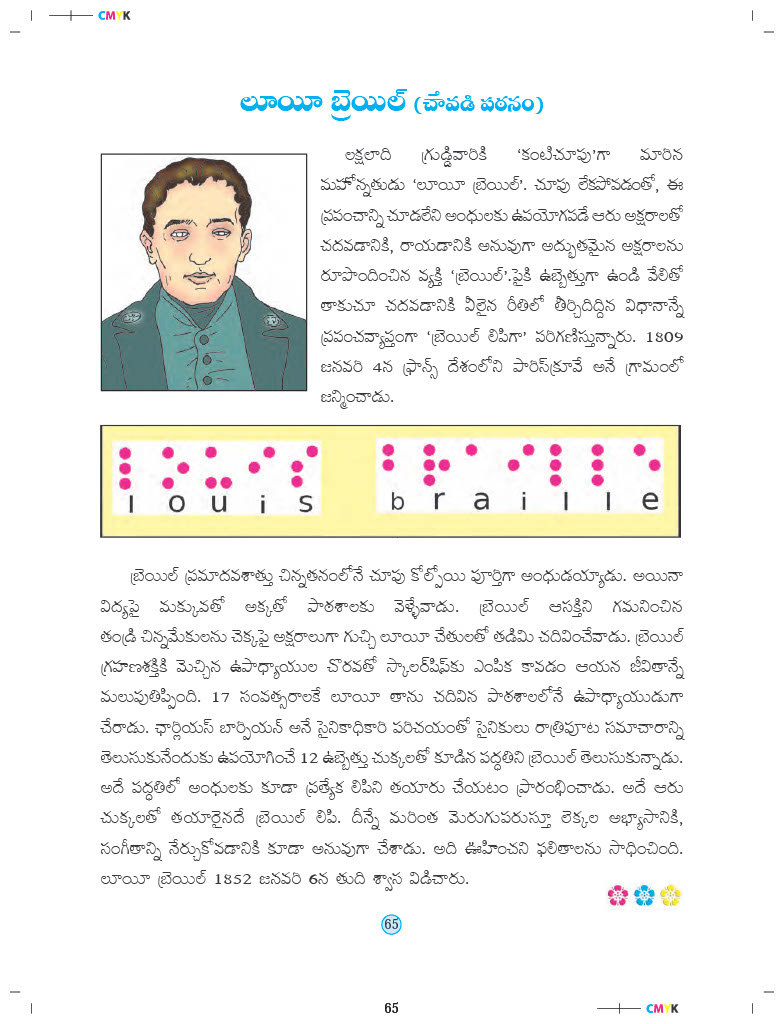 CMYK
లూయీ బ్రెయిల్ (చావడి పఠనం)
లక్షలాది గ్రుడ్డివారికి ‘కంటిచూపు’గా మారిన
మహోన్నతుడు ‘లూయీ బ్రెయిల్’. చూపు లేకపోవడంతో, ఈ
ప్రపంచాన్ని చూడలేని అంధులకు ఉపయోగపడే ఆరు అక్షరాలతో
చదవడానికి, రాయడానికి అనువుగా అద్భుతమైన అక్షరాలను
రూపొందించిన వ్యక్తి ‘బ్రెయిల్’.పైకి ఉబ్బెత్తుగా ఉండి వేలితో
తాకుచూ చదవడానికి వీలైన రీతిలో తీర్చిదిద్దిన విధానాన్నే
ప్రపంచవ్యాప్తంగా ‘బ్రెయిల్ లిపిగా’ పరిగణిస్తున్నారు. 1809
జనవరి 4న ఫ్రాన్స్ దేశంలోని పారిస్‌క్రూవే అనే గ్రామంలో
జన్మించాడు.
l o u i s b r a i l l e
బ్రెయిల్ ప్రమాదవశాత్తు చిన్నతనంలోనే చూపు కోల్పోయి పూర్తిగా అంధుడయ్యాడు. అయినా
విద్యపై మక్కువతో అక్కతో పాఠశాలకు వెళ్ళేవాడు. బ్రెయిల్ ఆసక్తిని గమనించిన
తండ్రి చిన్నమేకులను చెక్కపై అక్షరాలుగా గుచ్చి లూయీ చేతులతో తడిమి చదివించేవాడు. బ్రెయిల్
గ్రహణశక్తికి మెచ్చిన ఉపాధ్యాయుల చొరవతో స్కాలర్‌షిప్‌కు ఎంపిక కావడం ఆయన జీవితాన్నే
మలుపుతిప్పింది. 17 సంవత్సరాలకే లూయీ తాను చదివిన పాఠశాలలోనే ఉపాధ్యాయుడుగా
చేరాడు. ఛార్లియస్ బార్బియన్ అనే సైనికాధికారి పరిచయంతో సైనికులు రాత్రిపూట సమాచారాన్ని
తెలుసుకునేందుకు ఉపయోగించే 12 ఉబ్బెత్తు చుక్కలతో కూడిన పద్ధతిని బ్రెయిల్ తెలుసుకున్నాడు.
అదే పద్ధతిలో అంధులకు కూడా ప్రత్యేక లిపిని తయారు చేయటం ప్రారంభించాడు. అదే ఆరు
చుక్కలతో తయారైనదే బ్రెయిల్ లిపి. దీన్నే మరింత మెరుగుపరుస్తూ లెక్కల అభ్యాసానికి,
సంగీతాన్ని నేర్చుకోవడానికి కూడా అనువుగా చేశాడు. అది ఊహించని ఫలితాలను సాధించింది.
లూయీ బ్రెయిల్ 1852 జనవరి 6న తుది శ్వాస విడిచారు.
65
65
CMYK